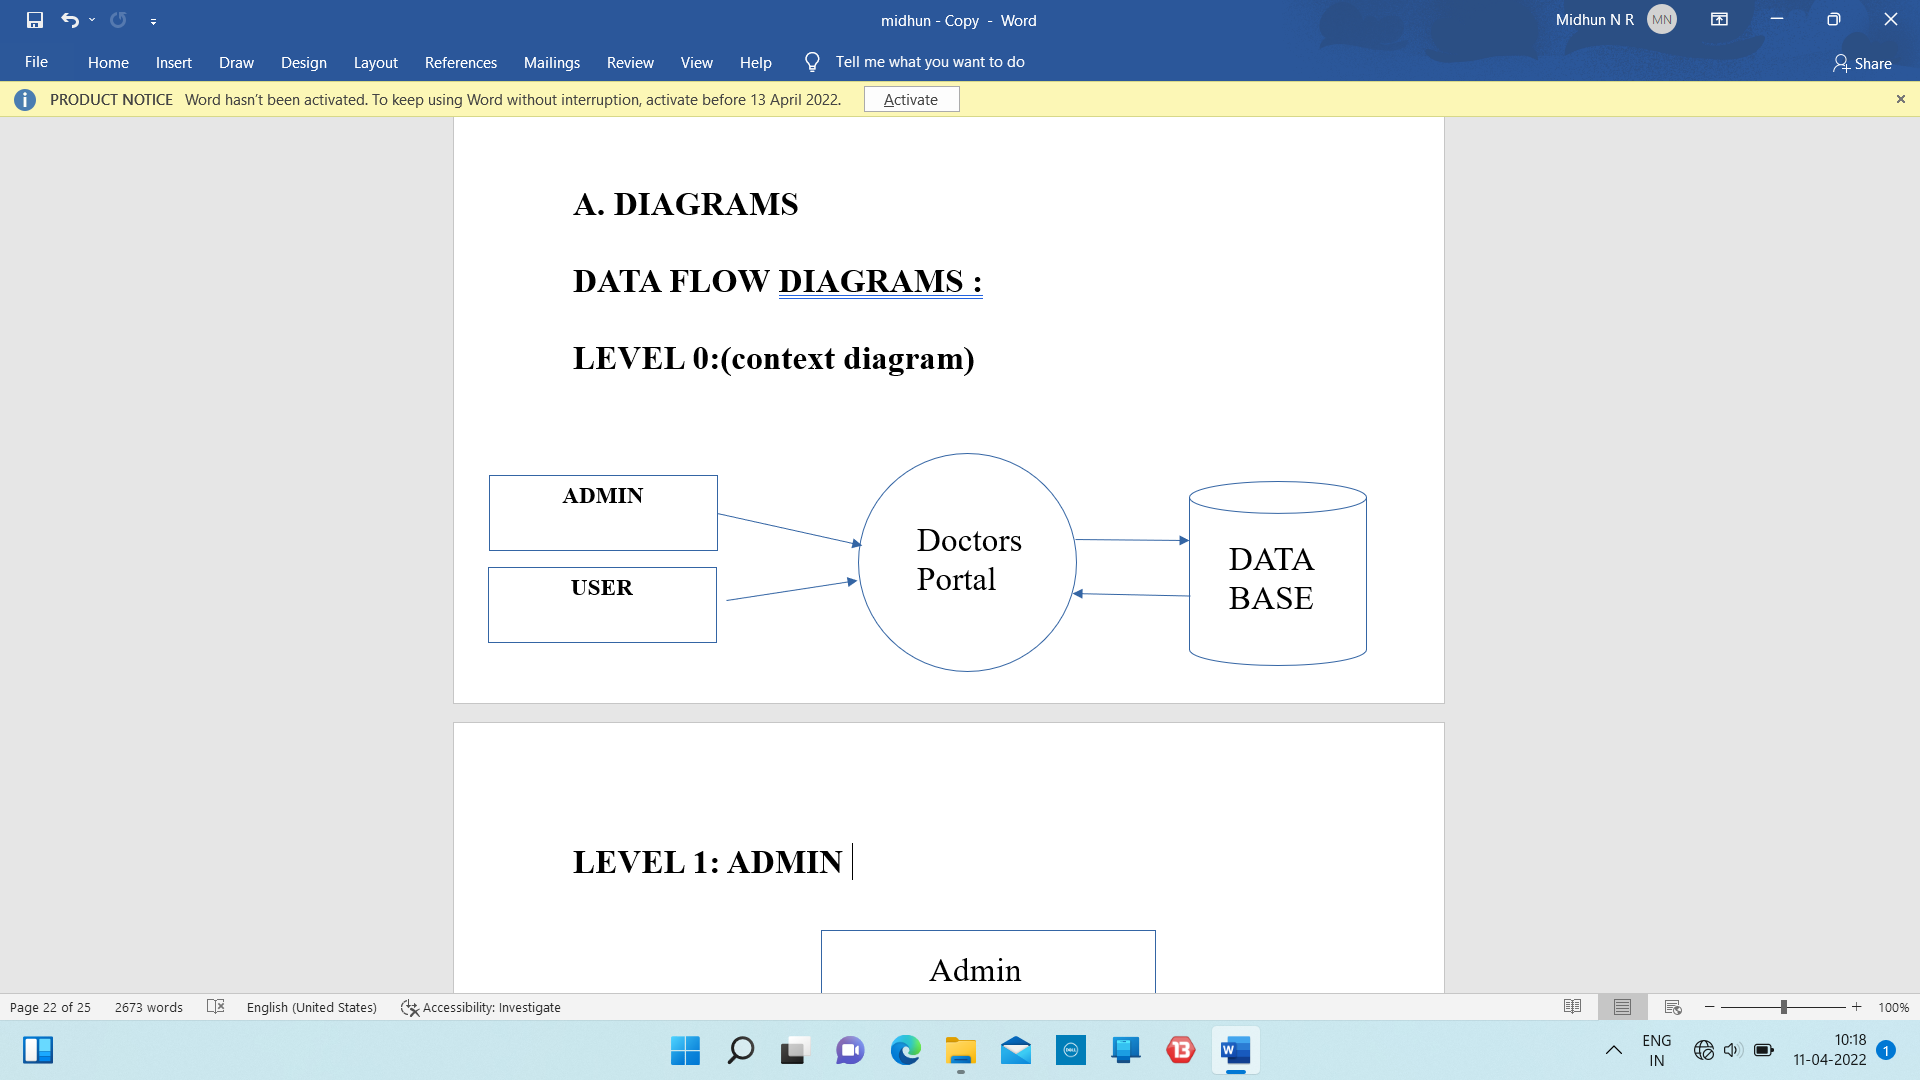 midhun - Copy - Word
Midhun N R MN
File Home Insert Draw Design Layout References Mailings Review View Help Tell me what you want to do Share
PRODUCT NOTICE Word hasn't been activated. To keep using Word without interruption, activate before 13 April 2022. Activate
A. DIAGRAMS
DATA FLOW DIAGRAMS :
LEVEL 0:(context diagram)
ADMIN
USER
Doctors
Portal
DATA
BASE
LEVEL 1: ADMIN
Admin
Page 22 of 25 2673 words English (United States) Accessibility: Investigate 100%
DELL
13
W
ENG
IN
10:18
11-04-2022
1